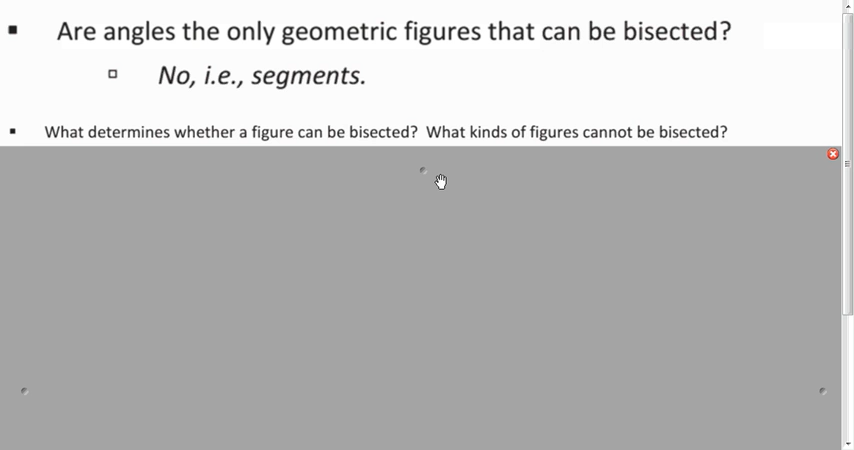 Are angles the only geometric figures that can be bisected?
No, i.e., segments.
What determines whether a figure can be bisected? What kinds of figures cannot be bisected?